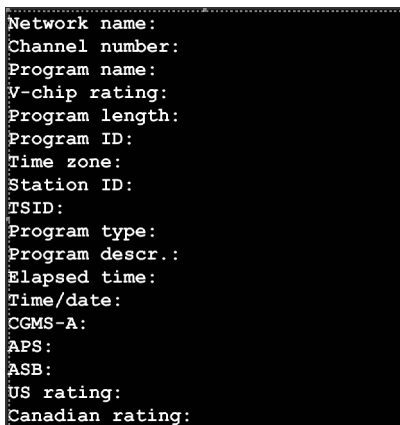 Network name:
Channel number:
Program name:
V-chip rating:
Program length:
Program ID:
Time zone:
Station ID:
TSID:
Program type:
Program descr.:
Elapsed time:
Time/date:
CGMS-A:
APS:
ASB:
US rating:
Canadian rating: